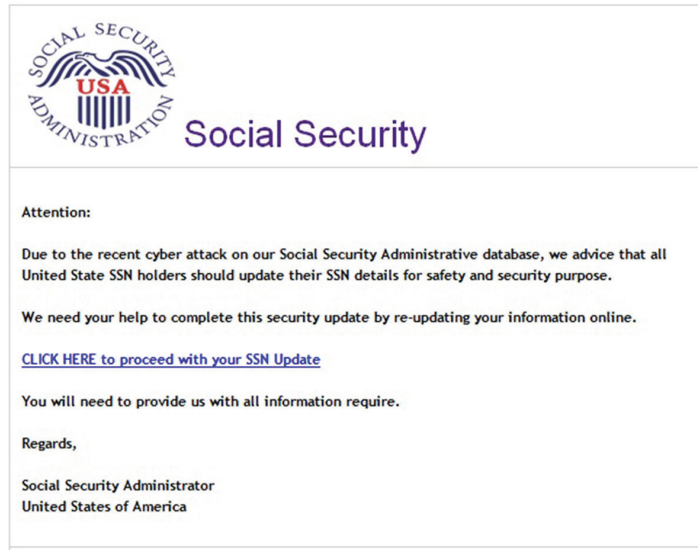 SOCIAL SECURITY
USA
ADMINISTRATION
Social Security
Attention:
Due to the recent cyber attack on our Social Security Administrative database, we advice that all
United State SSN holders should update their SSN details for safety and security purpose.
We need your help to complete this security update by re-updating your information online.
CLICK HERE to proceed with your SSN Update
You will need to provide us with all information require.
Regards,
Social Security Administrator
United States of America